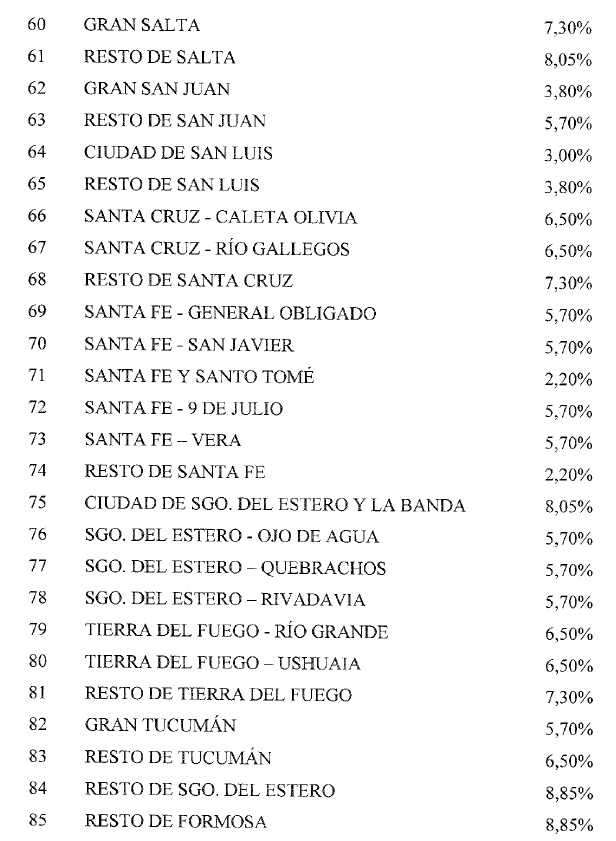 60 GRAN SALTA 7,30%
61 RESTO DE SALTA 8,05%
62 GRAN SAN JUAN 3,80%
63 RESTO DE SAN JUAN 5,70%
64 CIUDAD DE SAN LUIS 3,00%
65 RESTO DE SAN LUIS 3,80%
66 SANTA CRUZ - CALETA OLIVIA 6,50%
67 SANTA CRUZ - RÍO GALLEGOS 6,50%
68 RESTO DE SANTA CRUZ 7,30%
69 SANTA FE - GENERAL OBLIGADO 5,70%
70 SANTA FE - SAN JAVIER 5,70%
71 SANTA FE Y SANTO TOMÉ 2,20%
72 SANTA FE - 9 DE JULIO 5,70%
73 SANTA FE – VERA 5,70%
74 RESTO DE SANTA FE 2,20%
75 CIUDAD DE SGO. DEL ESTERO Y LA BANDA 8,05%
76 SGO. DEL ESTERO - OJO DE AGUA 5,70%
77 SGO. DEL ESTERO – QUEBRACHOS 5,70%
78 SGO. DEL ESTERO – RIVADAVIA 5,70%
79 TIERRA DEL FUEGO - RÍO GRANDE 6,50%
80 TIERRA DEL FUEGO – USHUAIA 6,50%
81 RESTO DE TIERRA DEL FUEGO 7,30%
82 GRAN TUCUMÁN 5,70%
83 RESTO DE TUCUMÁN 6,50%
84 RESTO DE SGO. DEL ESTERO 8,85%
85 RESTO DE FORMOSA 8,85%